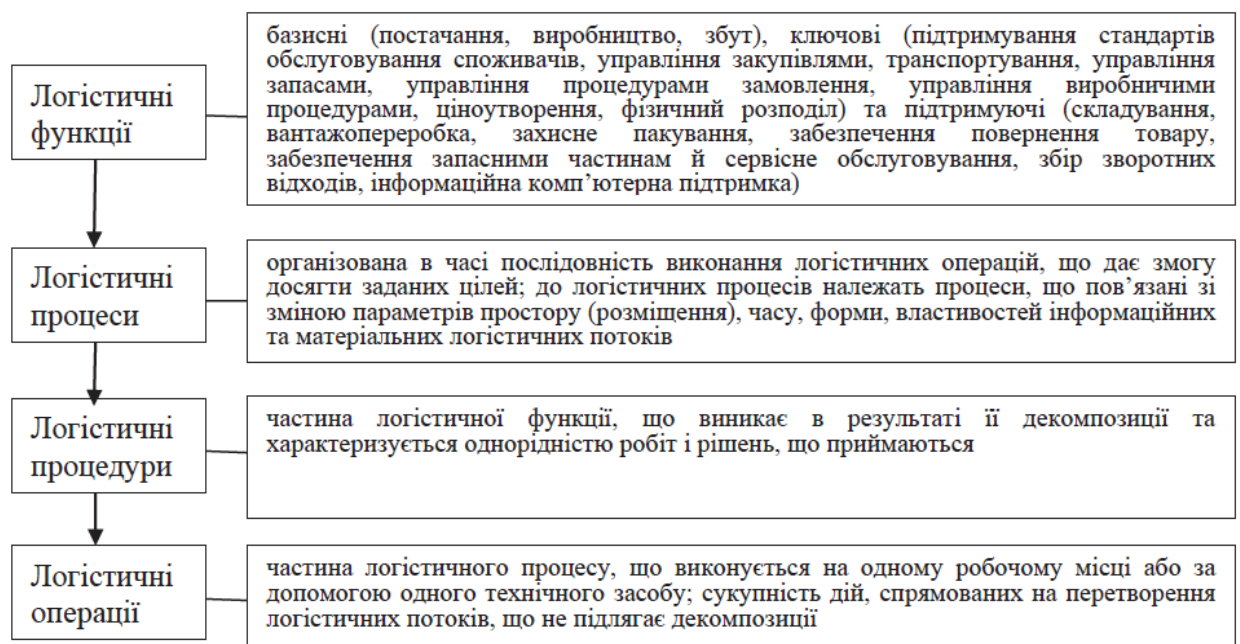 Логістичні
функції
базисні (постачання, виробництво, збут), ключові (підтримування стандартів
обслуговування споживачів, управління закупівлями, транспортування, управління
запасами, управління процедурами замовлення, управління виробничими
процедурами, ціноутворення, фізичний розподіл) та підтримуючі (складування,
вантажопереробка, захисне пакування, забезпечення повернення товару,
забезпечення запасними частинам й сервісне обслуговування, збір зворотних
відходів, інформаційна комп’ютерна підтримка)
Логістичні
процеси
організована в часі послідовність виконання логістичних операцій, що дає змогу
досягти заданих цілей; до логістичних процесів належать процеси, що пов’язані зі
зміною параметрів простору (розміщення), часу, форми, властивостей інформаційних
та матеріальних логістичних потоків
Логістичні
процедури
частина логістичної функції, що виникає в результаті її декомпозиції та
характеризується однорідністю робіт і рішень, що приймаються
Логістичні
операції
частина логістичного процесу, що виконується на одному робочому місці або за
допомогою одного технічного засобу; сукупність дій, спрямованих на перетворення
логістичних потоків, що не підлягає декомпозиції